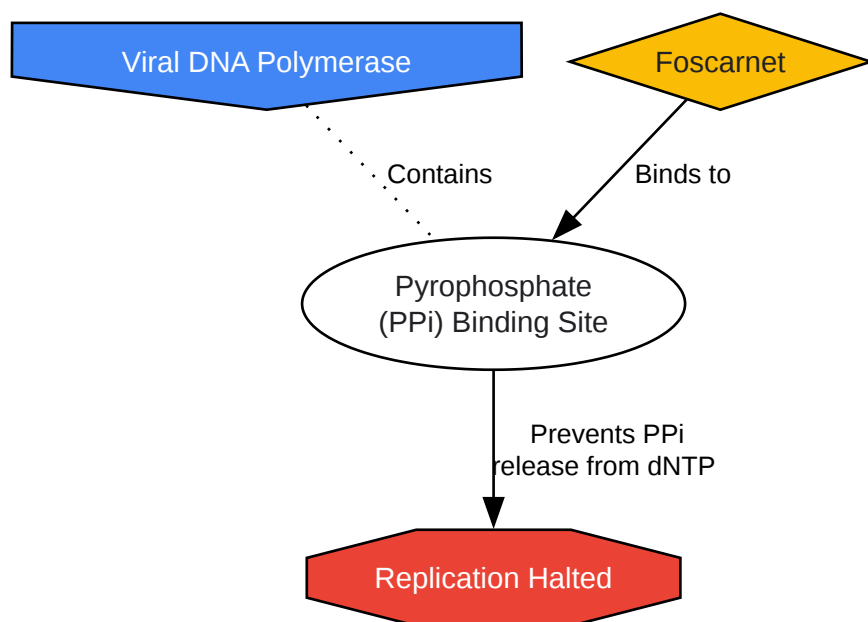 Viral DNA Polymerase
Foscarnet
Contains
Binds to
Pyrophosphate
(PPi) Binding Site
Prevents PPi
release from dNTP
Replication Halted